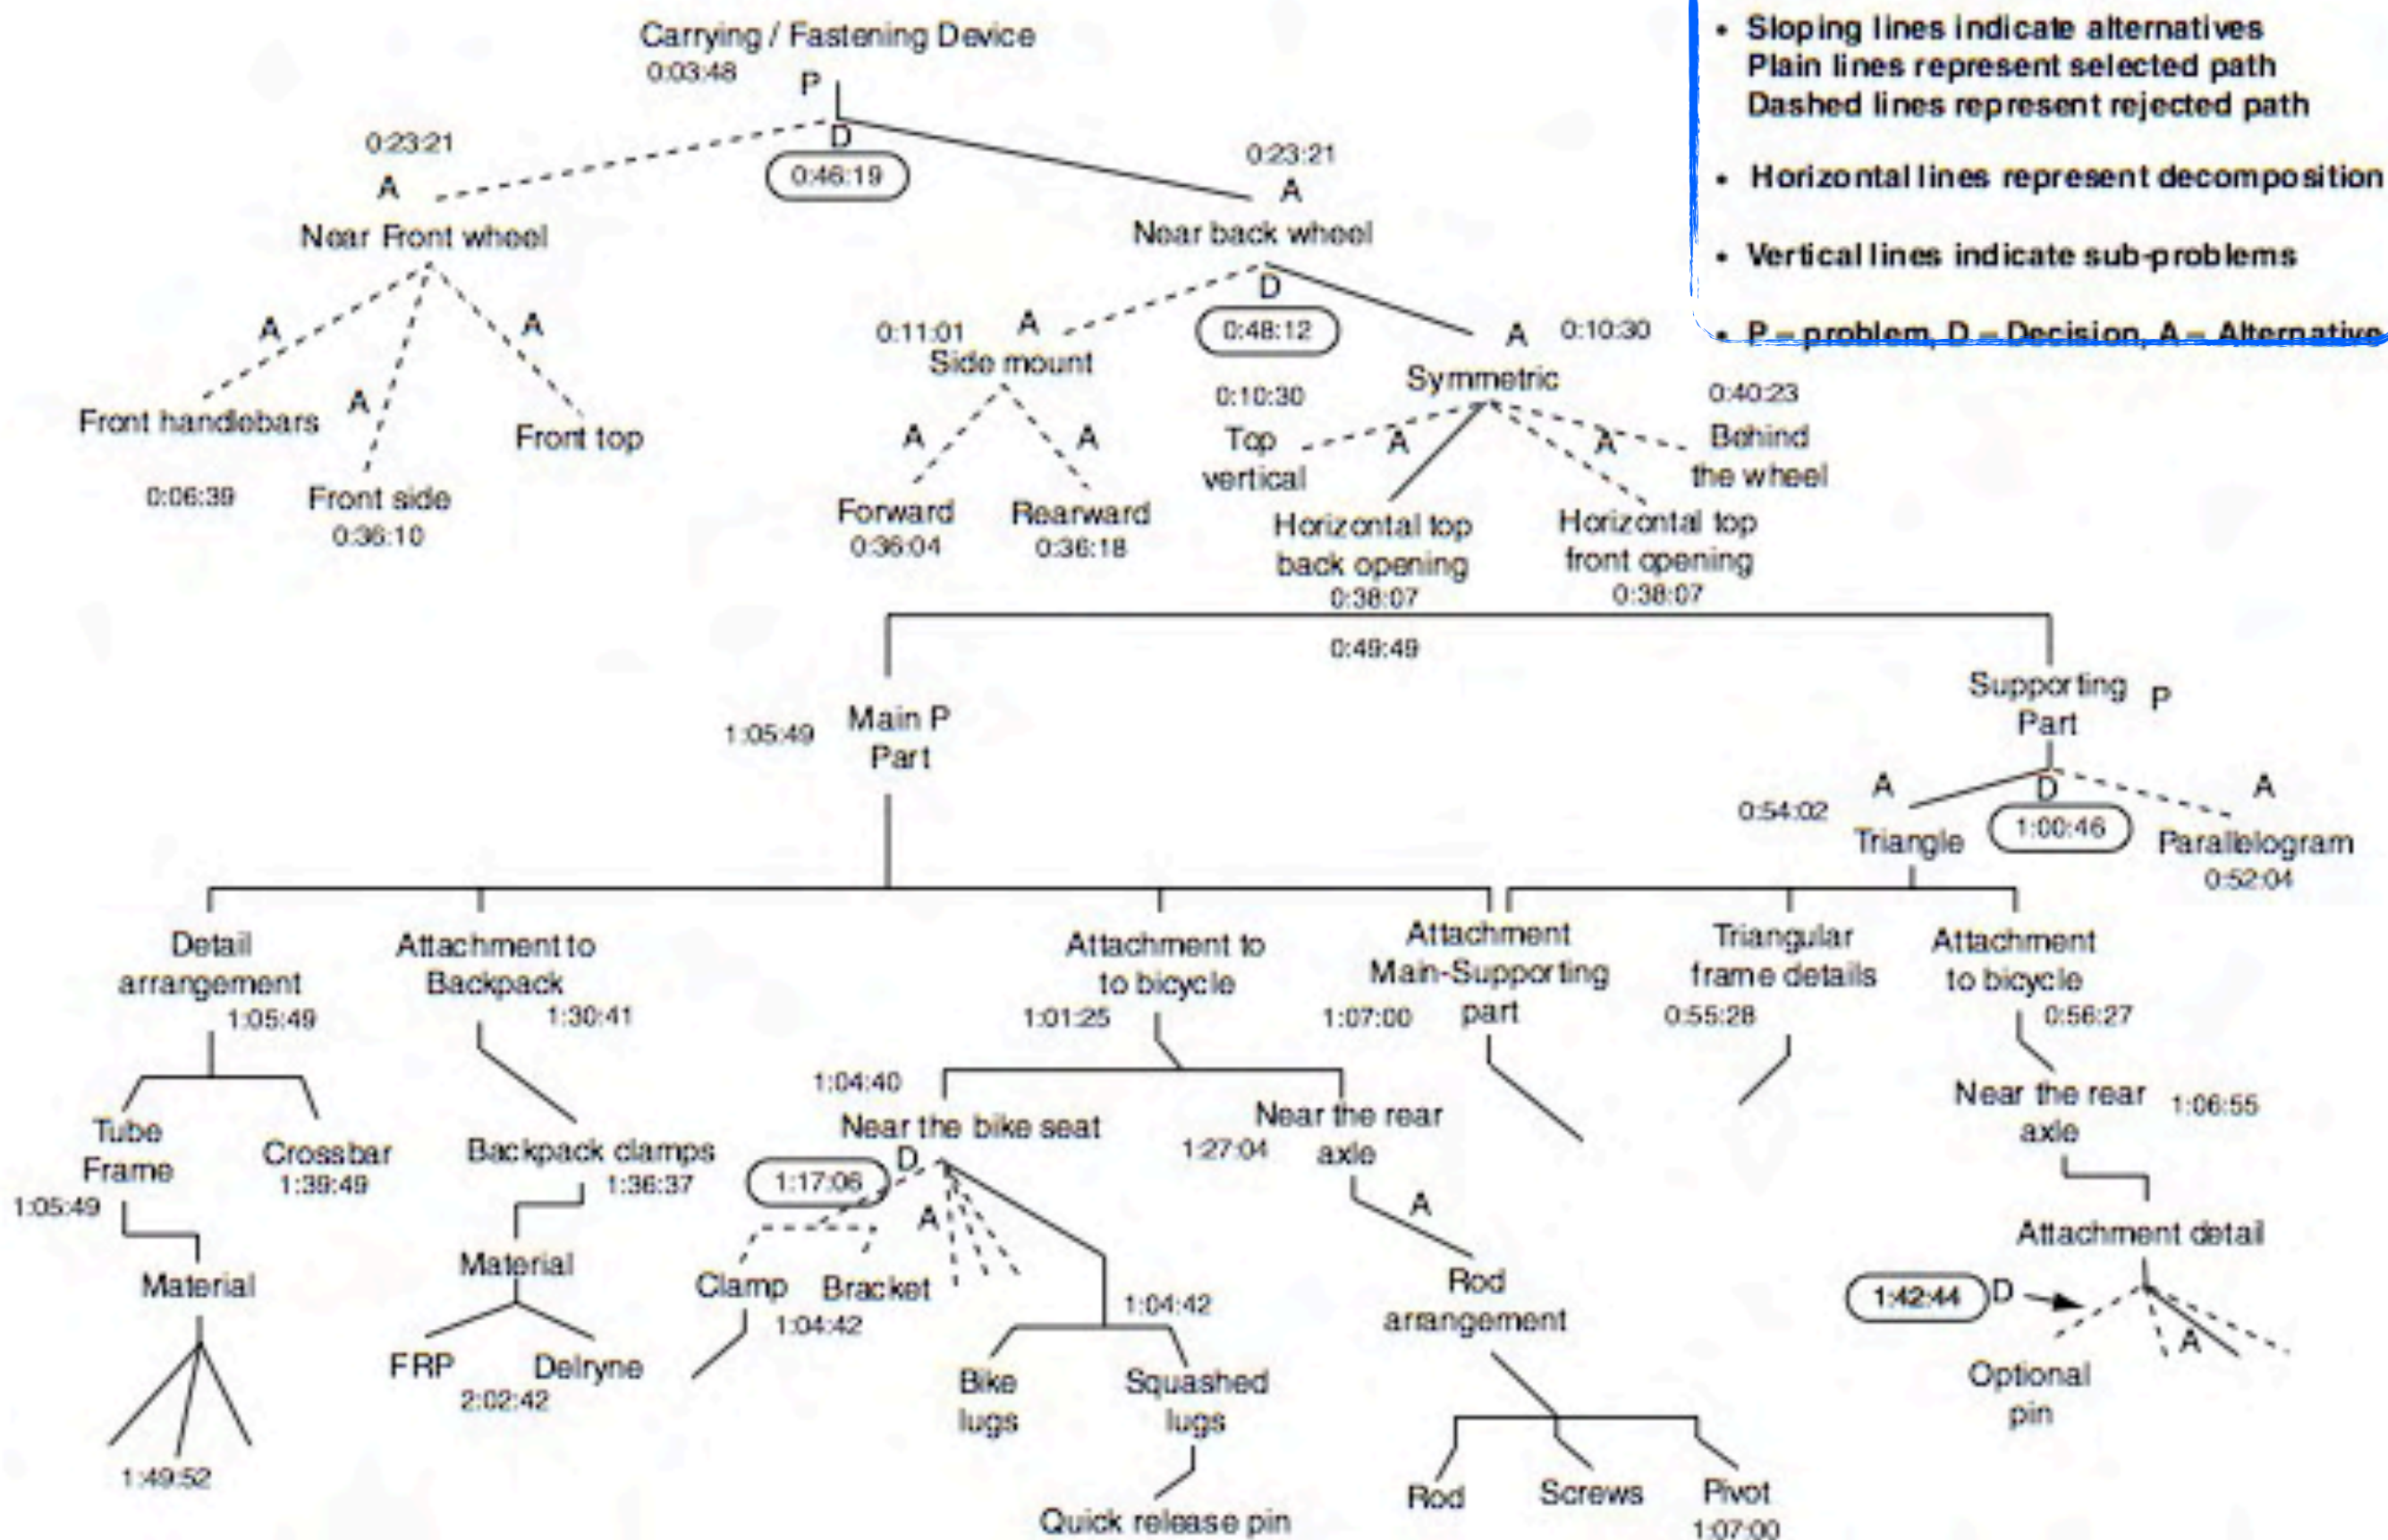 Carrying / Fastening Device
0:03:48
P
D
0:46:19
0:23:21
A
Near Front wheel
0:23:21
A
Near back wheel
• Sloping lines indicate alternatives
Plain lines represent selected path
Dashed lines represent rejected path
• Horizontal lines represent decomposition
• Vertical lines indicate sub-problems
• P – problem, D – Decision, A – Alternative
A
A
A
Front handlebars
0:06:39
Front side
0:36:10
Front top
D
0:48:12
0:11:01
A
Side mount
A
0:10:30
Symmetric
A
A
Forward
0:36:04
Rearward
0:36:18
0:10:30
Top
vertical
A
A
0:40:23
Behind
the wheel
Horizontal top
back opening
0:38:07
Horizontal top
front opening
0:38:07
0:49:49
1:05:49
Main P
Part
Supporting
Part
P
A
D
A
0:54:02
Triangle
1:00:46
Parallelogram
0:52:04
Detail
arrangement
1:05:49
Attachment to
Backpack
1:30:41
Attachment to
to bicycle
1:01:25
Attachment
Main-Supporting
part
1:07:00
Triangular
frame details
0:55:28
Attachment
to bicycle
0:56:27
Tube
Frame
1:05:49
Crossbar
1:39:49
Backpack clamps
1:36:37
1:04:40
Near the bike seat
D
1:17:06
A
Near the rear
axle
1:27:04
A
Near the rear
axle
1:06:55
Material
1:49:52
Material
FRP
Delryne
2:02:42
Clamp
Bracket
1:04:42
1:04:42
Bike
lugs
Squashed
lugs
Quick release pin
Rod
arrangement
Rod
Screws
Pivot
1:07:00
Attachment detail
1:42:44
D
A
Optional
pin